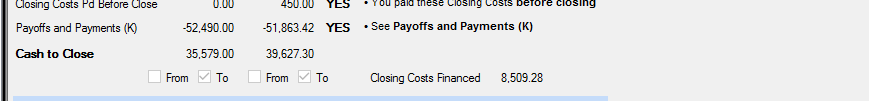 Closing Costs Pd Before Close 0.00 450.00 YES • You paid these Closing Costs before closing
Payoffs and Payments (K) -52,490.00 -51,863.42 YES • See Payoffs and Payments (K)
Cash to Close 35,579.00 39,627.30
From To From To Closing Costs Financed 8,509.28